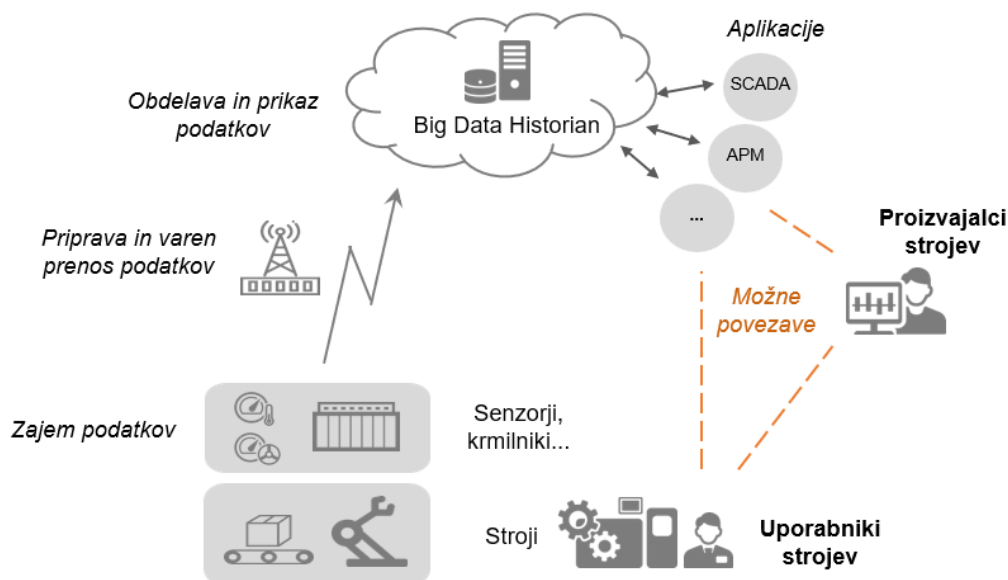 Aplikacije
SCADA
Obdelava in prikaz
podatkov
Big Data Historian
APM
...
Proizvajalci
strojev
Priprava in varen
prenos podatkov
Možne
povezave
Zajem podatkov
Senzorji,
krmilniki...
Stroji
Uporabniki
strojev